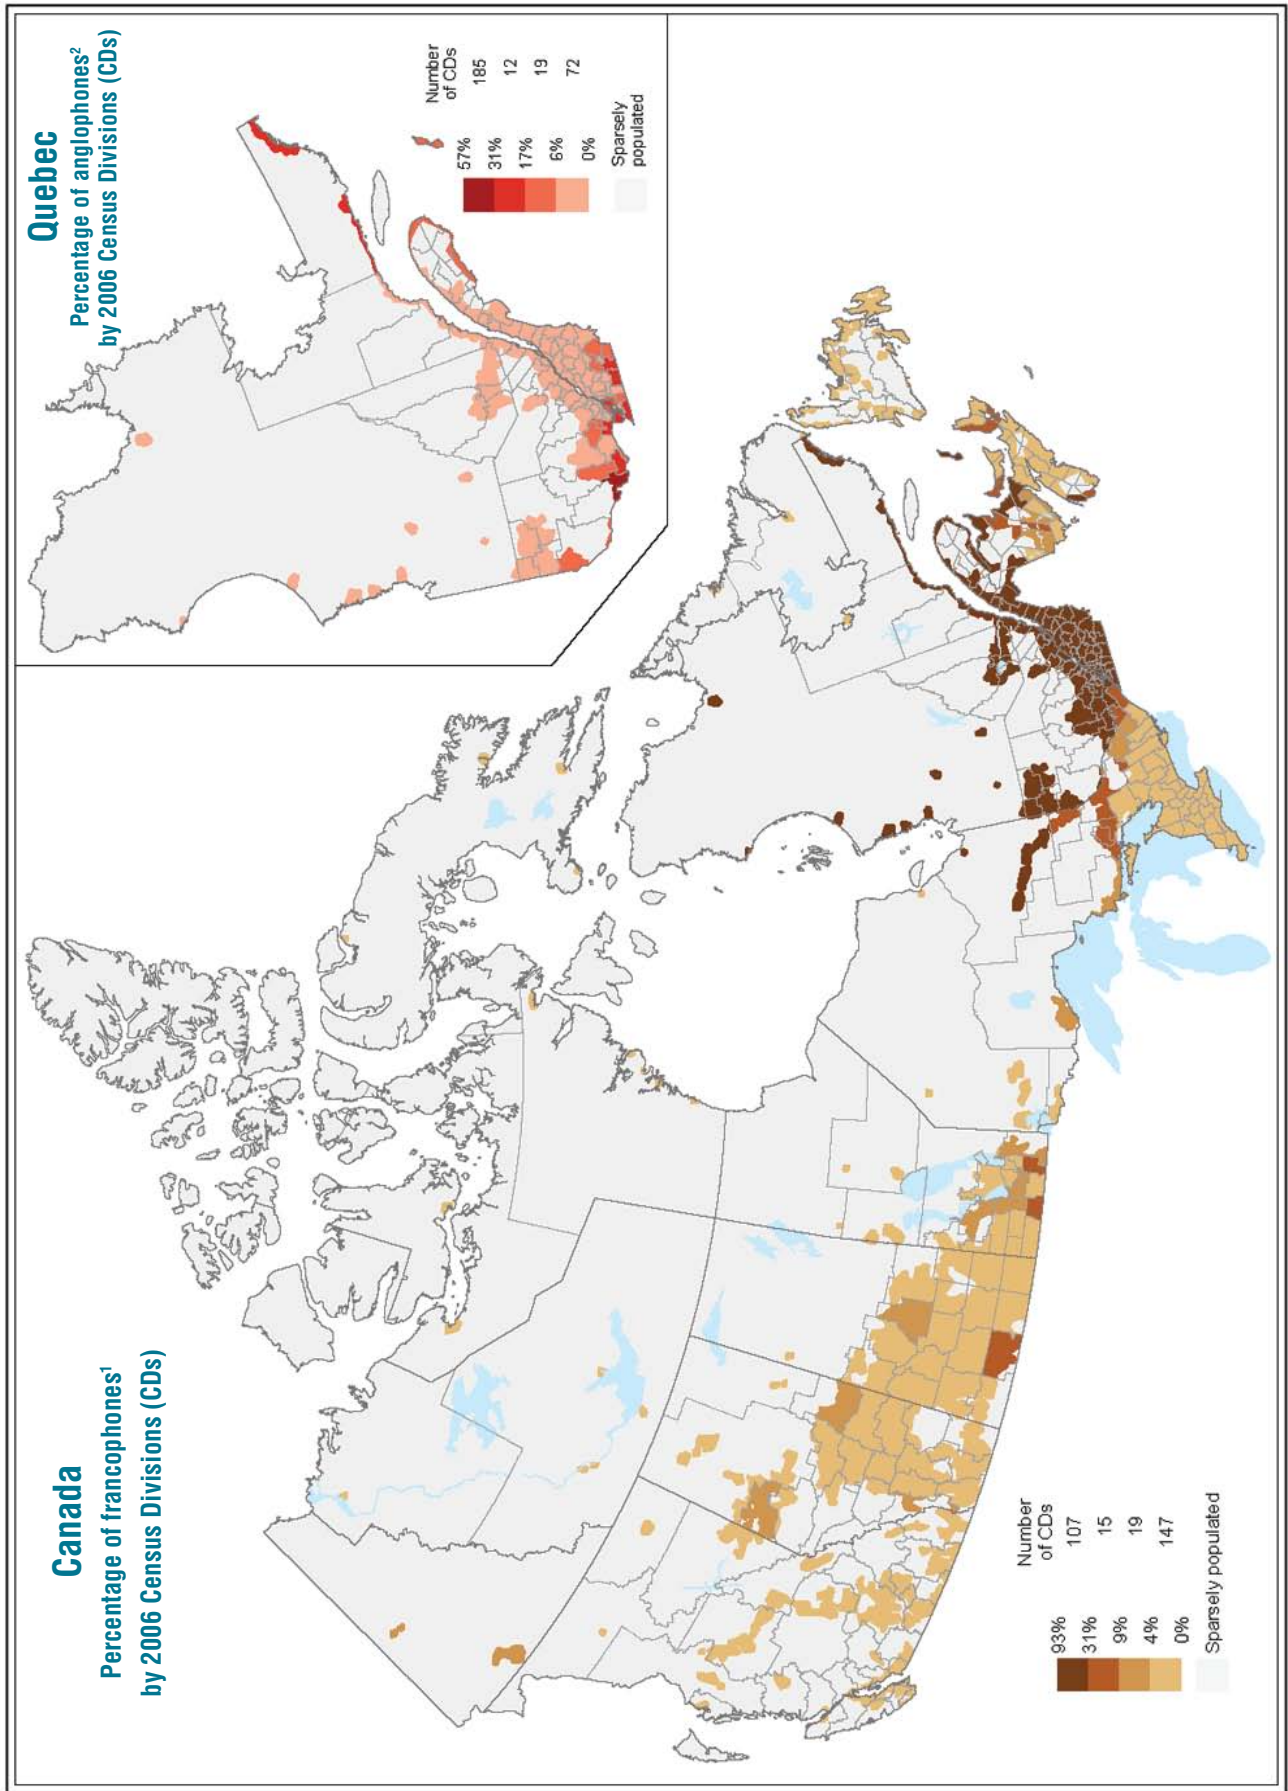 Canada
Percentage of francophones¹
by 2006 Census Divisions (CDs)
Number
of CDs
93%
107
31%
15
9%
19
4%
147
0%
Sparsely populated
Quebec
Percentage of anglophones²
by 2006 Census Divisions (CDs)
Number
of CDs
57%
185
31%
12
17%
19
6%
72
0%
Sparsely
populated